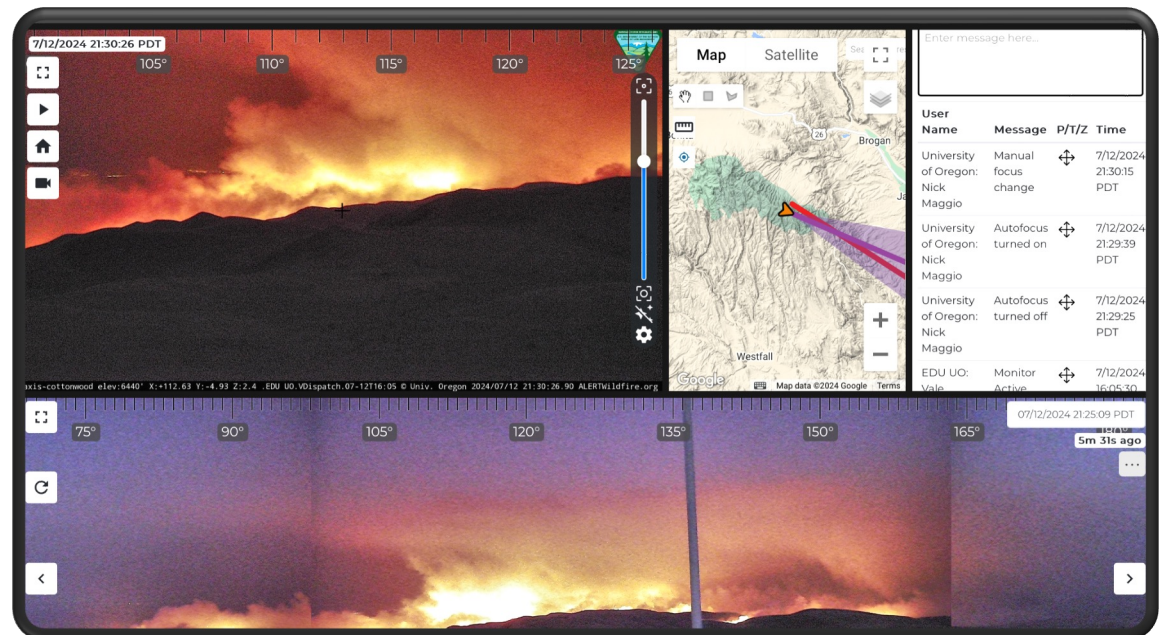 7/12/2024 21:30:26 PDT
105°
110°
115°
120°
125°
axis-cottonwood elev:6440' X:+112.63 Y:-4.93 Z:2.4 .EDU UO.VDispatch.07-12T16:05 © Univ. Oregon 2024/07/12 21:30:26.90 ALERTWildfire.org
Map
Satellite
26
Brogan
Westfall
Google
Map data ©2024 Google
Terms
Enter message here...
User Name Message P/T/Z Time
University of Oregon: Nick Maggio
Manual focus change
7/12/2024 21:30:15 PDT
University of Oregon: Nick Maggio
Autofocus turned on
7/12/2024 21:29:39 PDT
University of Oregon: Nick Maggio
Autofocus turned off
7/12/2024 21:29:25 PDT
EDU UO: Vale
Monitor Active
7/12/2024 16:05:30
75°
90°
105°
120°
135°
150°
165°
07/12/2024 21:25:09 PDT
5m 31s ago